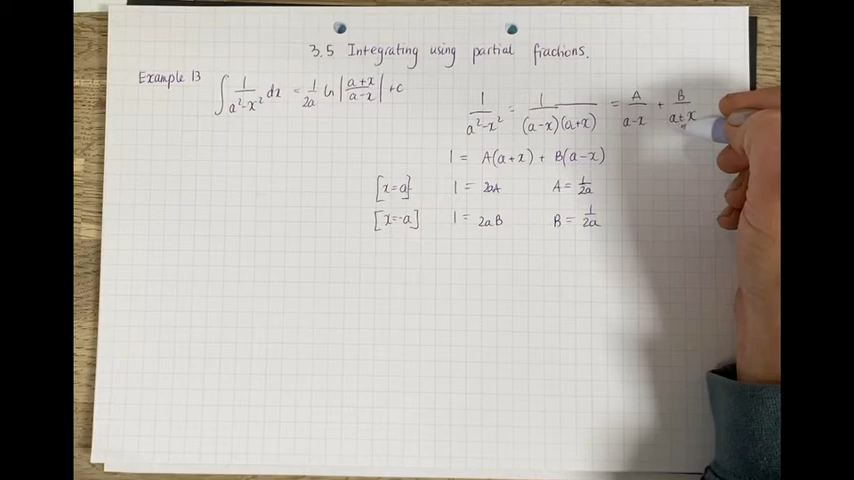 3.5 Integrating using partial fractions.
Example 13 ∫ 1/(a²-x²) dx = 1/2a ln |(a+x)/(a-x)| + c
1/(a²-x²) = 1/((a-x)(a+x)) = A/(a-x) + B/(a+x)
1 = A(a+x) + B(a-x)
[x=a] 1 = 2aA A = 1/2a
[x=-a] 1 = 2aB B = 1/2a